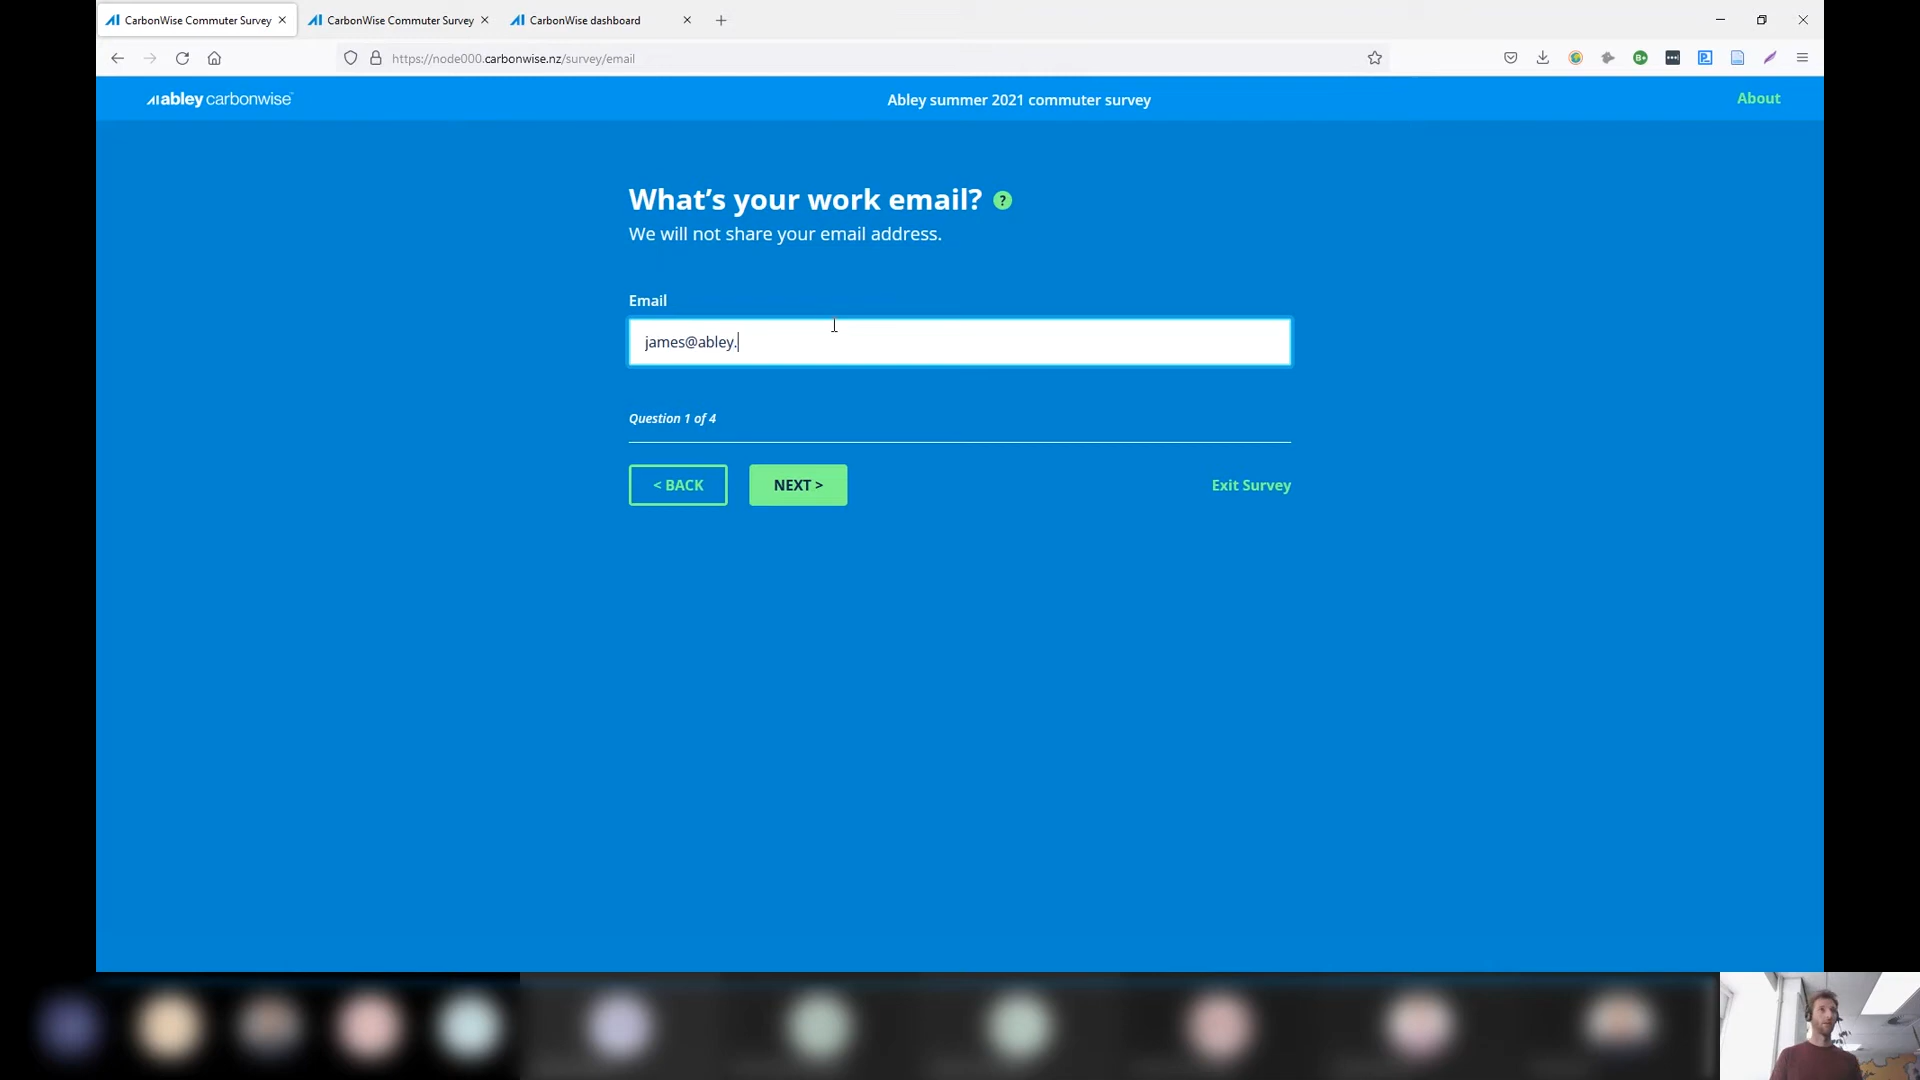 CarbonWise Commuter Survey
CarbonWise Commuter Survey
CarbonWise dashboard
https://node000.carbonwise.nz/survey/email
abley carbonwise™
Abley summer 2021 commuter survey
About
What’s your work email? ?
We will not share your email address.
Email
james@abley.
Question 1 of 4
< BACK
NEXT >
Exit Survey